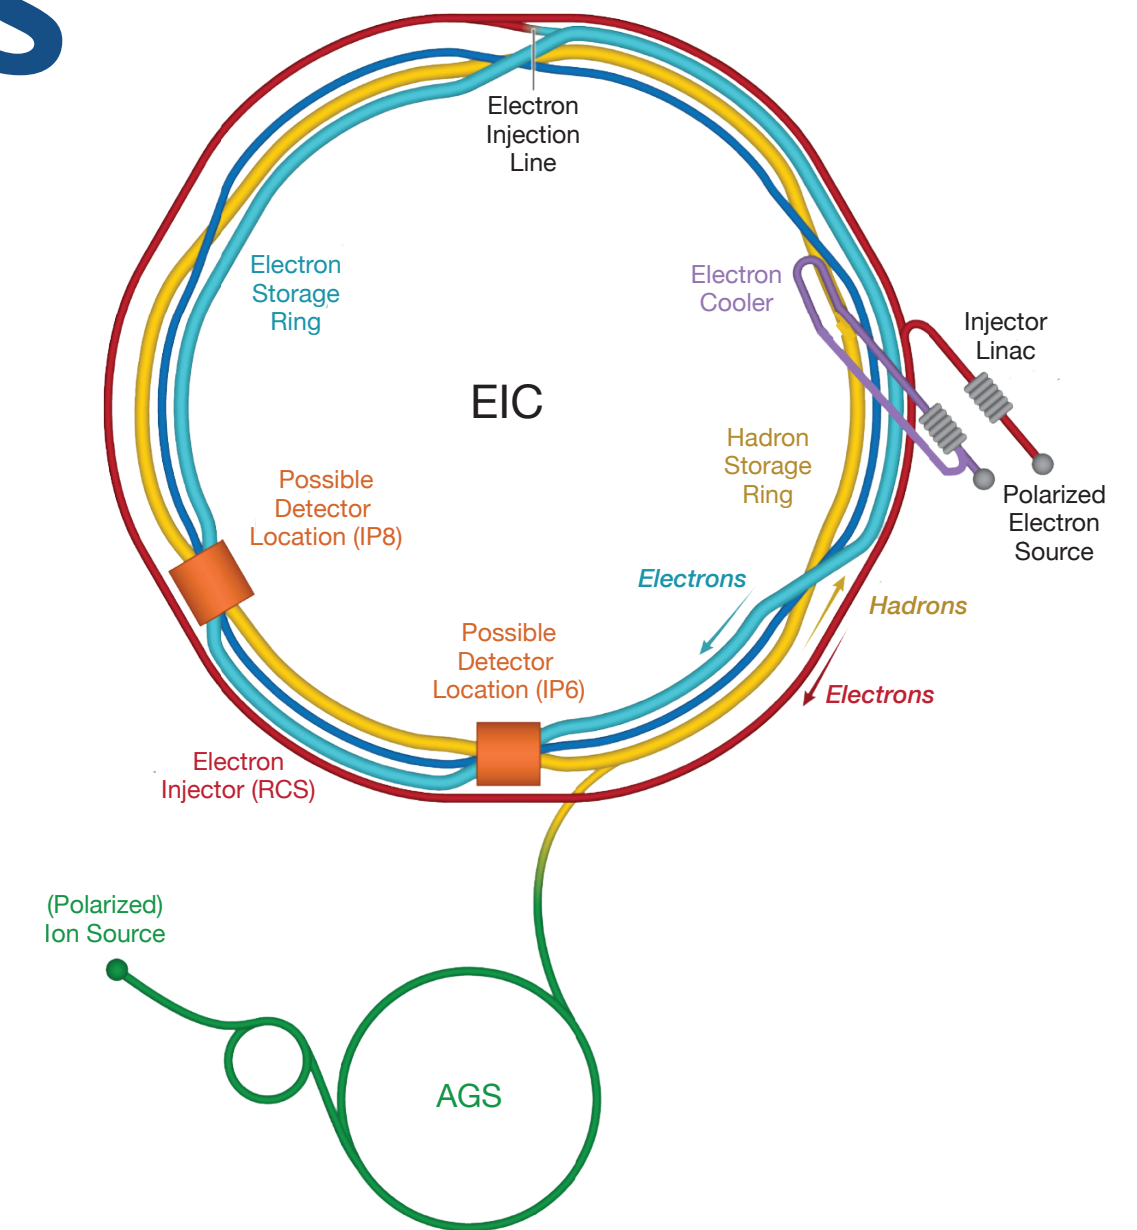 s
Electron
Injection
Line
Electron
Storage
Ring
Electron
Cooler
Injector
Linac
EIC
Hadron
Storage
Ring
Possible
Detector
Location (IP8)
Polarized
Electron
Source
Electrons
Hadrons
Possible
Detector
Location (IP6)
Electrons
Electron
Injector (RCS)
(Polarized)
Ion Source
AGS